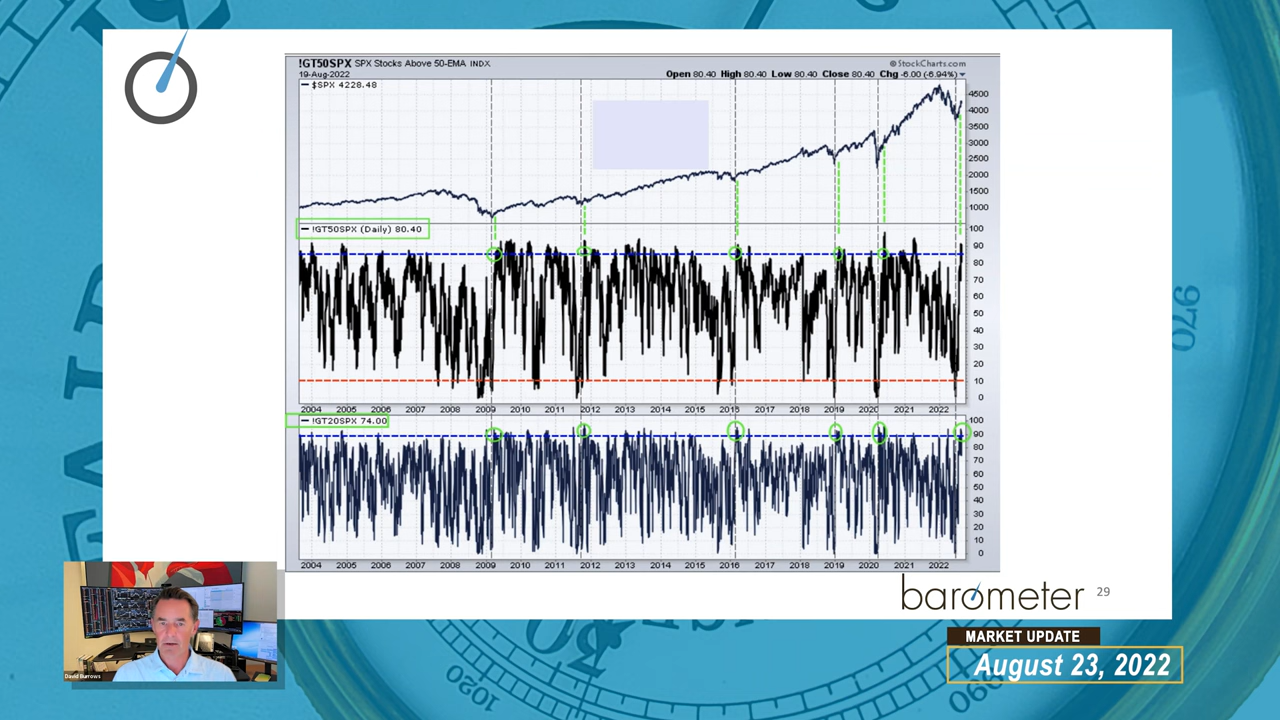 !GT50SPX SPX Stocks Above 50-EMA INDX
© StockCharts.com
19-Aug-2022
Open 80.40 High 80.40 Low 80.40 Close 80.40 Chg -6.00 (-6.94%)
$SPX 4228.48
4500
4000
3500
3000
2500
2000
1500
1000
!GT50SPX (Daily) 80.40
100
90
80
70
60
50
40
30
20
10
0
2004 2005 2006 2007 2008 2009 2010 2011 2012 2013 2014 2015 2016 2017 2018 2019 2020 2021 2022
!GT20SPX 74.00
100
90
80
70
60
50
40
30
20
10
0
2004 2005 2006 2007 2008 2009 2010 2011 2012 2013 2014 2015 2016 2017 2018 2019 2020 2021 2022
barometer 29
David Burrows
MARKET UPDATE
August 23, 2022
FAIR
970
1020
990